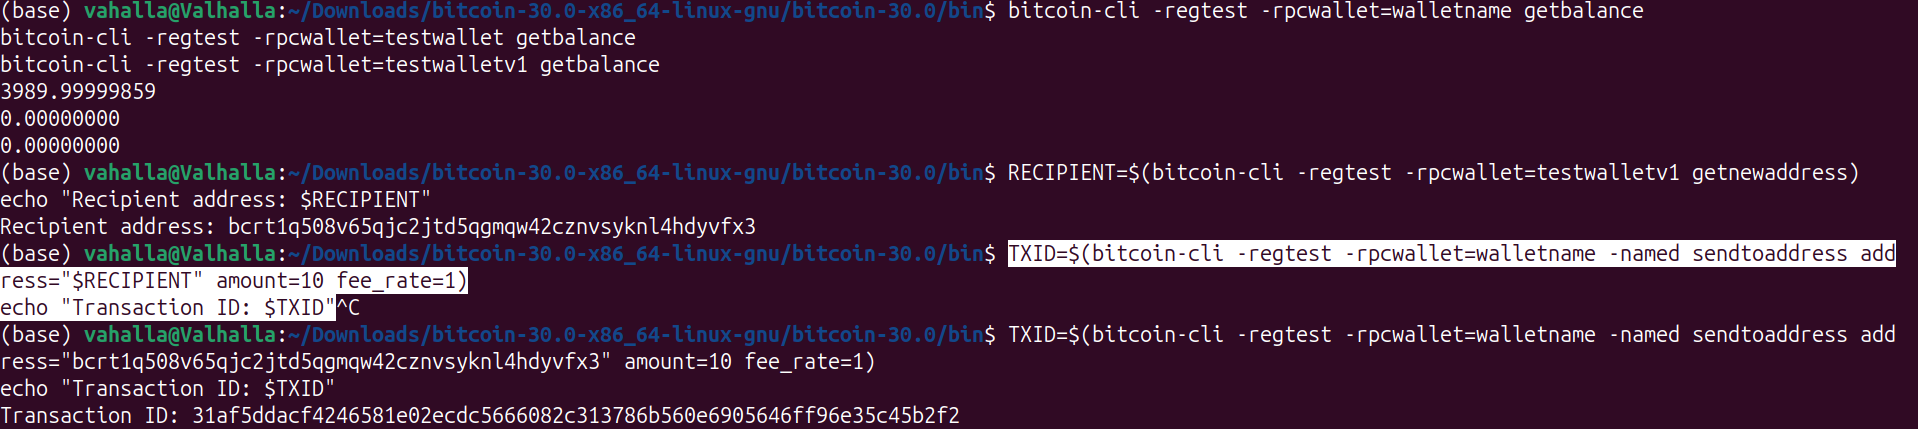 (base) vahalla@Valhalla:~/Downloads/bitcoin-30.0-x86_64-linux-gnu/bitcoin-30.0/bin$ bitcoin-cli -regtest -rpcwallet=walletname getbalance
bitcoin-cli -regtest -rpcwallet=testwallet getbalance
bitcoin-cli -regtest -rpcwallet=testwalletv1 getbalance
3989.99999859
0.00000000
0.00000000
(base) vahalla@Valhalla:~/Downloads/bitcoin-30.0-x86_64-linux-gnu/bitcoin-30.0/bin$ RECIPIENT=$(bitcoin-cli -regtest -rpcwallet=testwalletv1 getnewaddress)
echo "Recipient address: $RECIPIENT"
Recipient address: bcrt1q508v65qjc2jtd5qgmqw42cznvsyknl4hdyvfx3
(base) vahalla@Valhalla:~/Downloads/bitcoin-30.0-x86_64-linux-gnu/bitcoin-30.0/bin$ TXID=$(bitcoin-cli -regtest -rpcwallet=walletname -named sendtoaddress add
ress="$RECIPIENT" amount=10 fee_rate=1)
echo "Transaction ID: $TXID"^C
(base) vahalla@Valhalla:~/Downloads/bitcoin-30.0-x86_64-linux-gnu/bitcoin-30.0/bin$ TXID=$(bitcoin-cli -regtest -rpcwallet=walletname -named sendtoaddress add
ress="bcrt1q508v65qjc2jtd5qgmqw42cznvsyknl4hdyvfx3" amount=10 fee_rate=1)
echo "Transaction ID: $TXID"
Transaction ID: 31af5ddacf4246581e02ecdc5666082c313786b560e6905646ff96e35c45b2f2